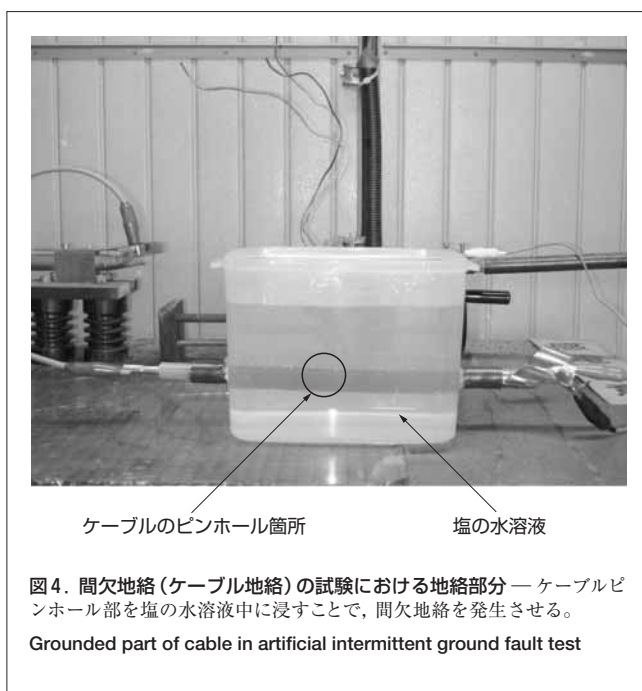 ケーブルのピンホール箇所
塩の水溶液
図4. 間欠地絡(ケーブル地絡)の試験における地絡部分 — ケーブルピ
ンホール部を塩の水溶液中に浸すことで，間欠地絡を発生させる。
Grounded part of cable in artificial intermittent ground fault test